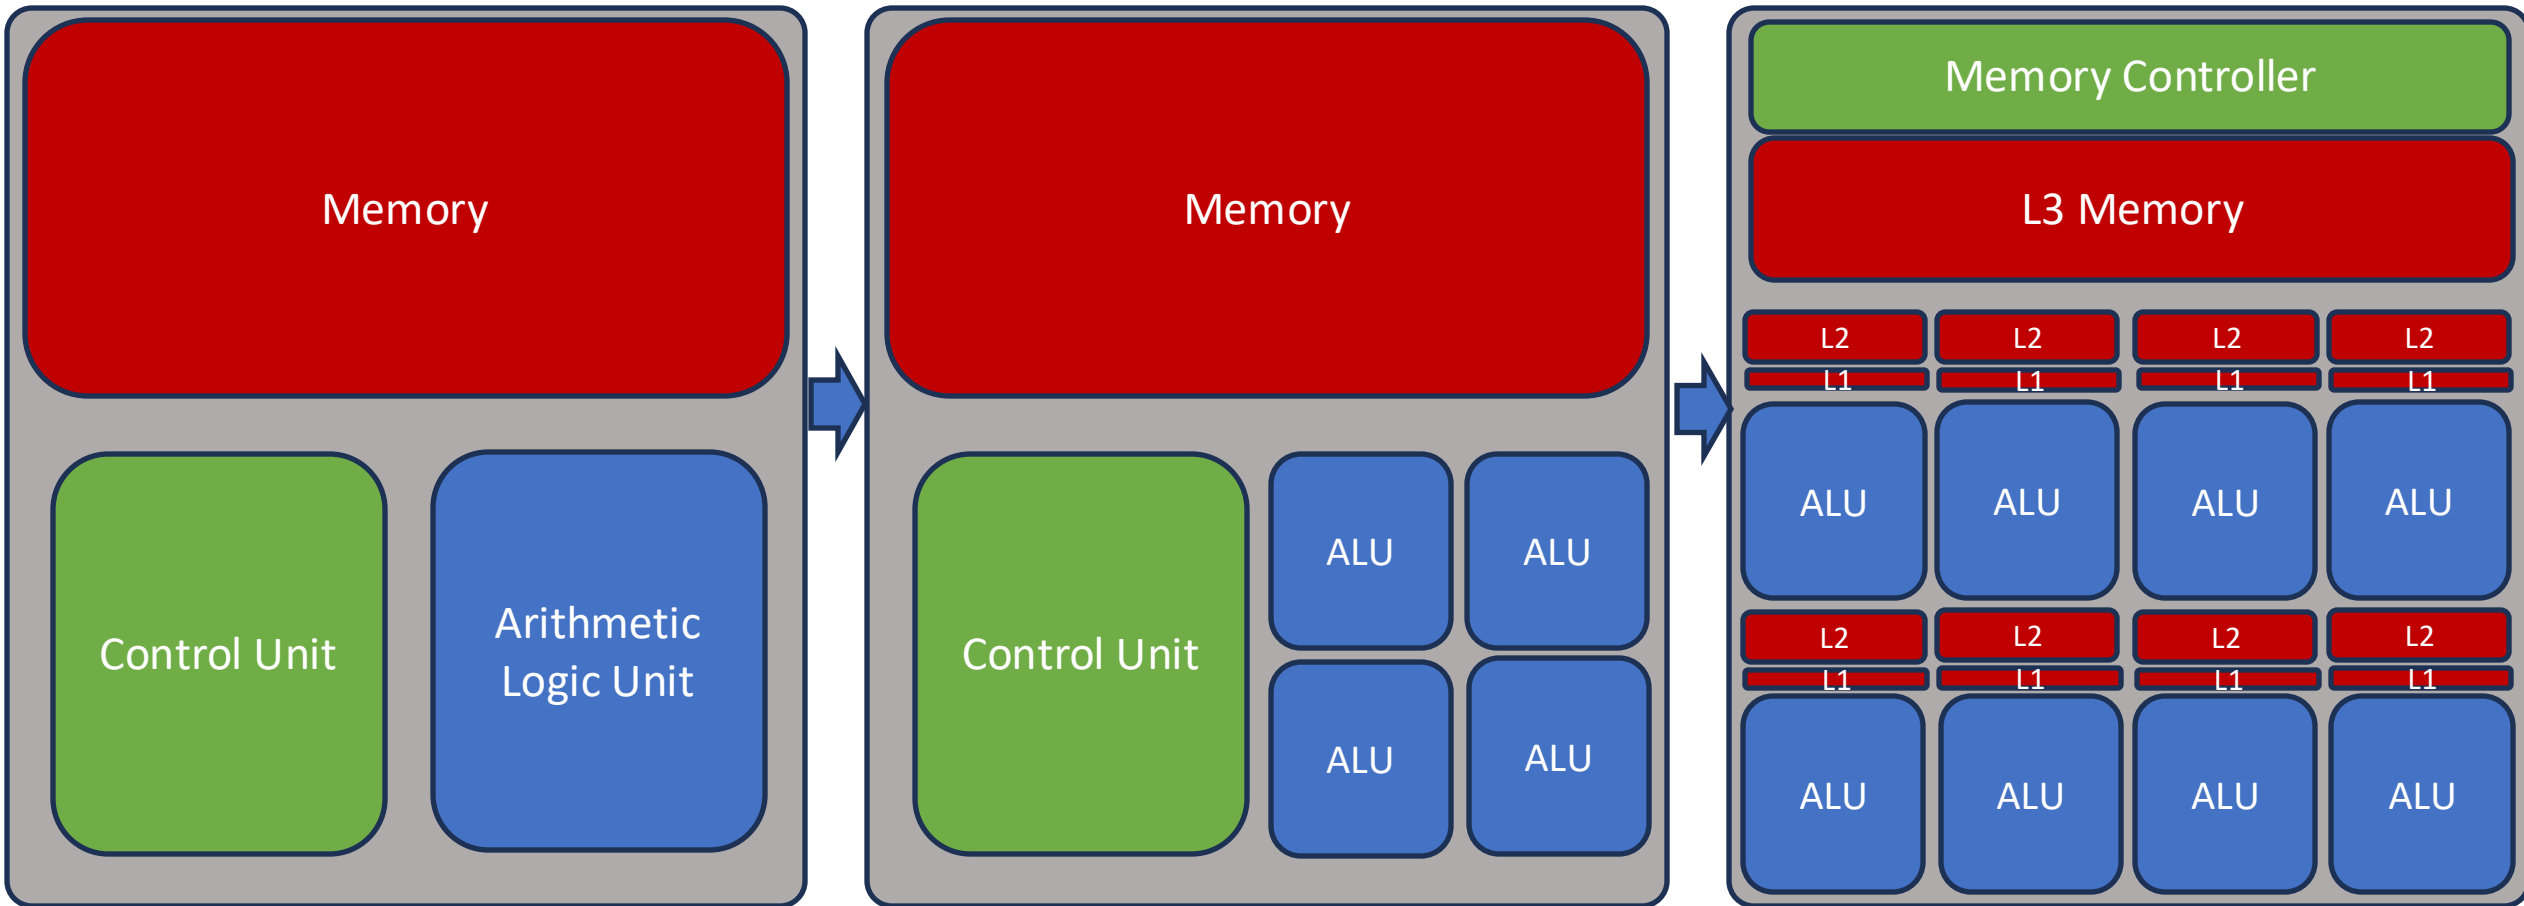 Memory
Control Unit
Arithmetic
Logic Unit
Memory
Control Unit
ALU
ALU
ALU
ALU
Memory Controller
L3 Memory
L2
L2
L2
L2
L1
L1
L1
L1
ALU
ALU
ALU
ALU
L2
L2
L2
L2
L1
L1
L1
L1
ALU
ALU
ALU
ALU